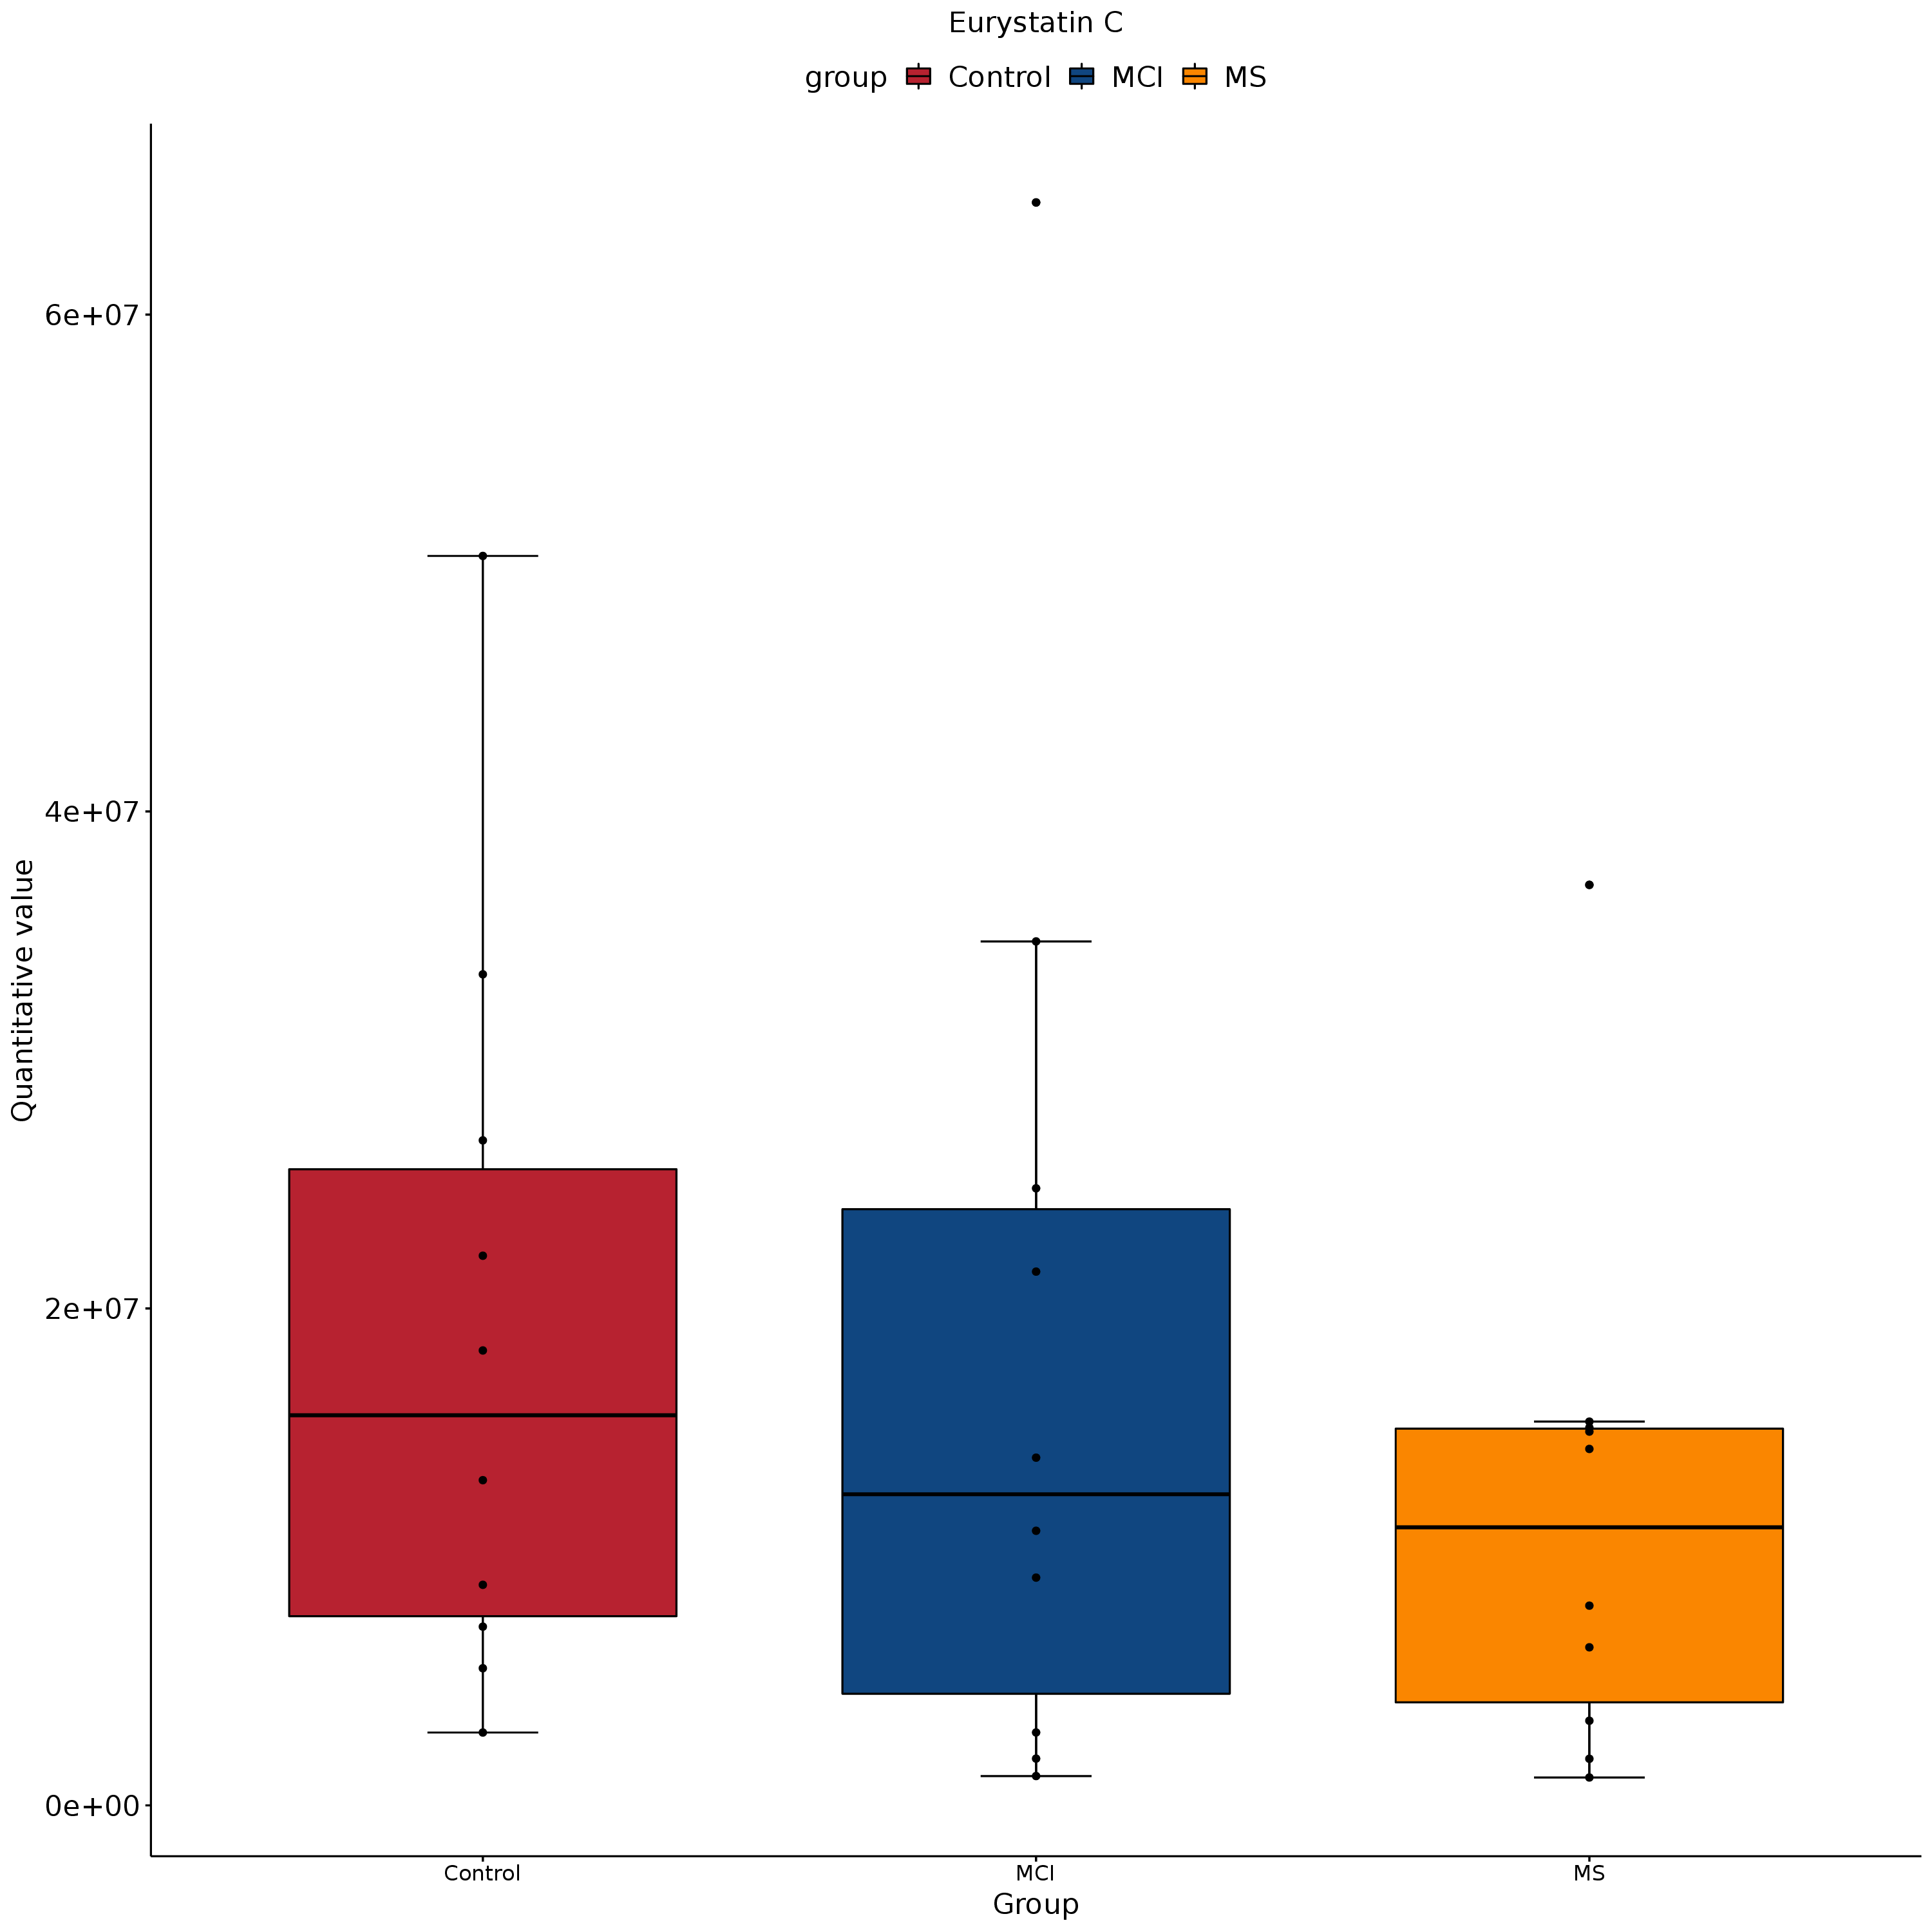 Eurystatin C
group Control MCI MS
6e+07
4e+07
2e+07
0e+00
Quantitative value
Control MCI MS
Group